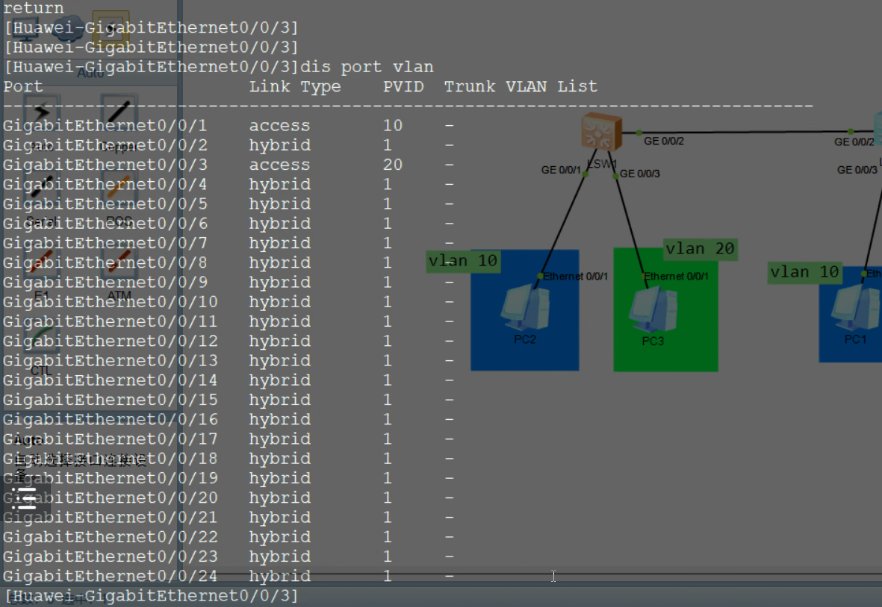 return
[Huawei-GigabitEthernet0/0/3]
[Huawei-GigabitEthernet0/0/3]
[Huawei-GigabitEthernet0/0/3]dis port vlan
Port Link Type PVID Trunk VLAN List
-------------------------------------------------------------------------------
GigabitEthernet0/0/1 access 10 -
GigabitEthernet0/0/2 hybrid 1 -
GigabitEthernet0/0/3 access 20 -
GigabitEthernet0/0/4 hybrid 1 -
GigabitEthernet0/0/5 hybrid 1 -
GigabitEthernet0/0/6 hybrid 1 -
GigabitEthernet0/0/7 hybrid 1 -
GigabitEthernet0/0/8 hybrid 1 -
GigabitEthernet0/0/9 hybrid 1 -
GigabitEthernet0/0/10 hybrid 1 -
GigabitEthernet0/0/11 hybrid 1 -
GigabitEthernet0/0/12 hybrid 1 -
GigabitEthernet0/0/13 hybrid 1 -
GigabitEthernet0/0/14 hybrid 1 -
GigabitEthernet0/0/15 hybrid 1 -
GigabitEthernet0/0/16 hybrid 1 -
GigabitEthernet0/0/17 hybrid 1 -
GigabitEthernet0/0/18 hybrid 1 -
GigabitEthernet0/0/19 hybrid 1 -
GigabitEthernet0/0/20 hybrid 1 -
GigabitEthernet0/0/21 hybrid 1 -
GigabitEthernet0/0/22 hybrid 1 -
GigabitEthernet0/0/23 hybrid 1 -
GigabitEthernet0/0/24 hybrid 1 -
[Huawei-GigabitEthernet0/0/3]
Auto
E1
ATM
CTL
Auto
LSW1
GE 0/0/2
GE 0/0/2
GE 0/0/1
GE 0/0/3
GE 0/0/3
vlan 10
vlan 20
vlan 10
Ethernet 0/0/1
Ethernet 0/0/1
PC2
PC3
PC1